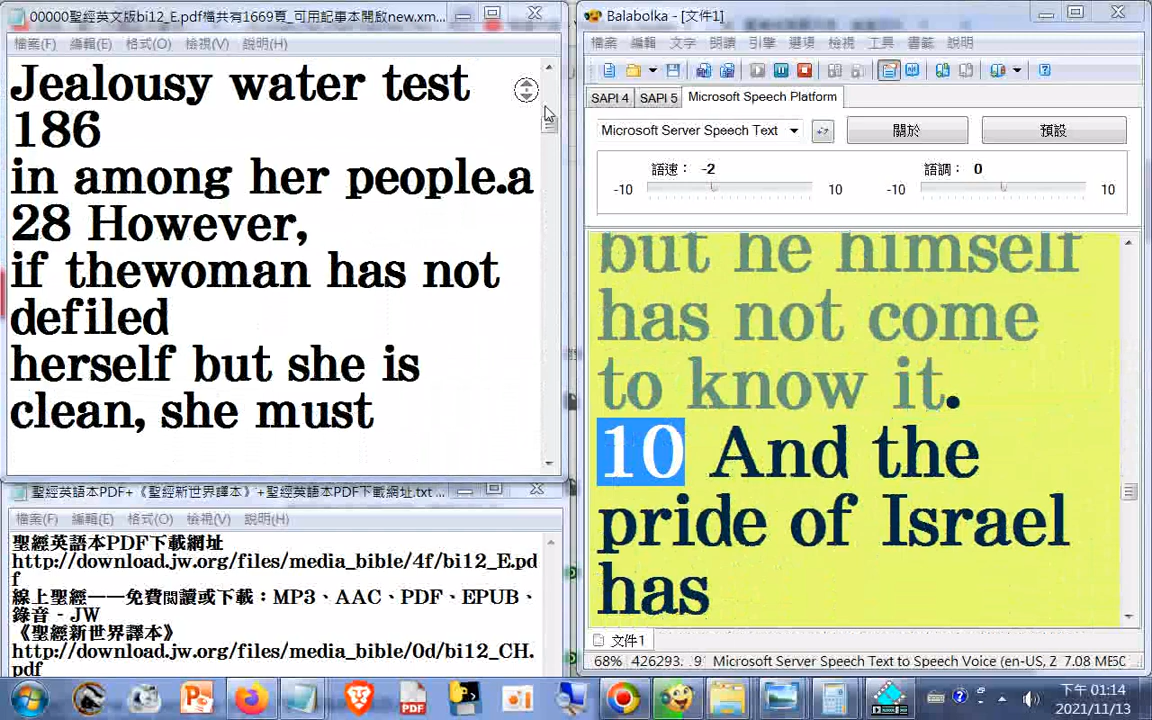 00000聖經英文版bi12_E.pdf檔共有1669頁_可用記事本開啟new.xm...
檔案(F) 編輯(E) 格式(O) 檢視(V) 說明(H)
Jealousy water test
186
in among her people.a
28 However,
if thewoman has not
defiled
herself but she is
clean, she must
聖經英語本PDF+《聖經新世界譯本》+聖經英語本PDF下載網址.txt ...
檔案(F) 編輯(E) 格式(O) 檢視(V) 說明(H)
聖經英語本PDF下載網址
http://download.jw.org/files/media_bible/4f/bi12_E.pd
f
線上聖經──免費閱讀或下載：MP3、AAC、PDF、EPUB、
錄音 - JW
《聖經新世界譯本》
http://download.jw.org/files/media_bible/0d/bi12_CH.
pdf
Balabolka - [文件1]
檔案 編輯 文字 朗讀 引擎 選項 檢視 工具 書籤 說明
SAPI 4 SAPI 5 Microsoft Speech Platform
Microsoft Server Speech Text 關於 預設
語速： -2 語調： 0
-10 10 -10 10
but he himself
has not come
to know it.
10 And the
pride of Israel
has
文件1
68% 426293. Microsoft Server Speech Text to Speech Voice (en-US, Z
PDF
下午 01:14
2021/11/13